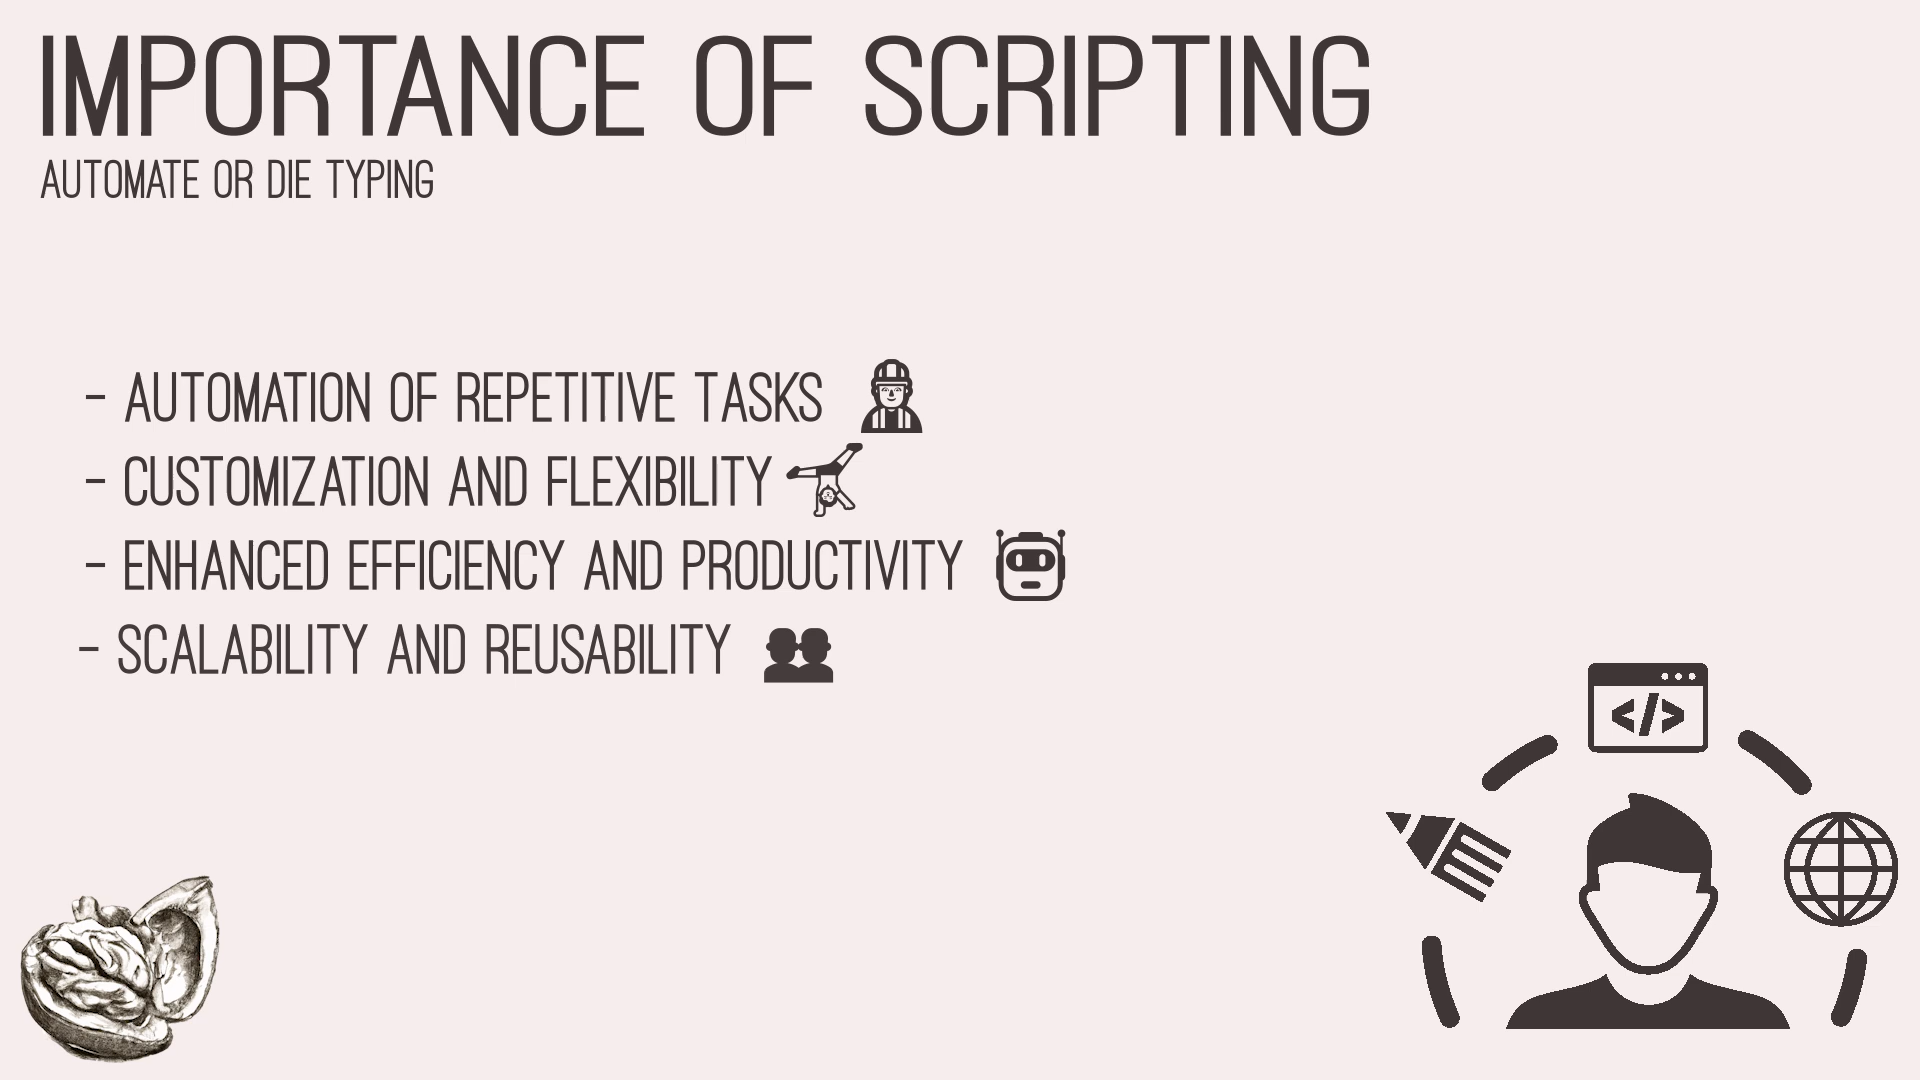 IMPORTANCE OF SCRIPTING
AUTOMATE OR DIE TYPING
- AUTOMATION OF REPETITIVE TASKS
- CUSTOMIZATION AND FLEXIBILITY
- ENHANCED EFFICIENCY AND PRODUCTIVITY
- SCALABILITY AND REUSABILITY
</>